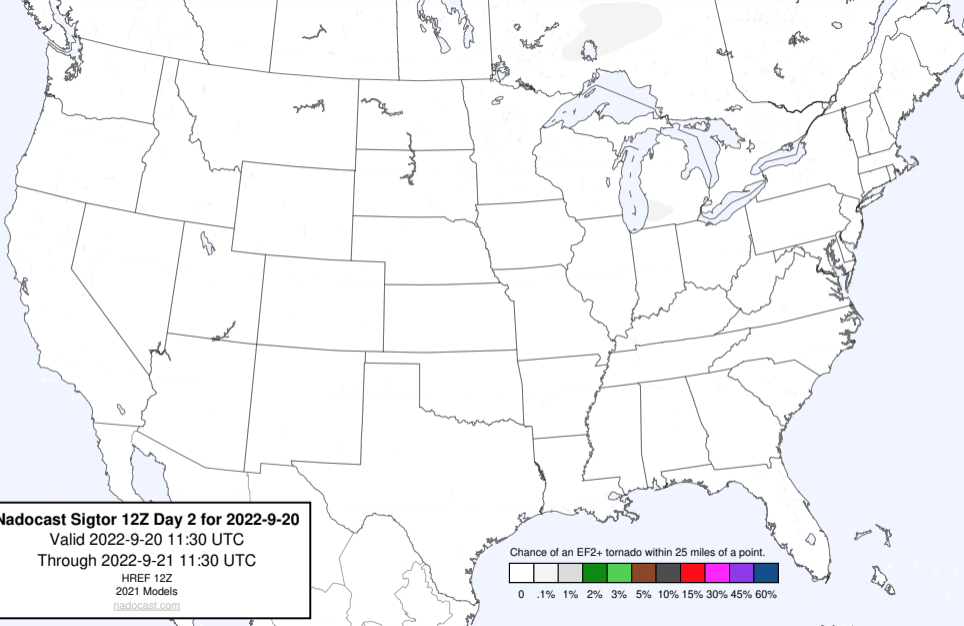 Nadocast Sigtor 12Z Day 2 for 2022-9-20
Valid 2022-9-20 11:30 UTC
Through 2022-9-21 11:30 UTC
HREF 12Z
2021 Models
nadocast.com
Chance of an EF2+ tornado within 25 miles of a point.
0 .1% 1% 2% 3% 5% 10% 15% 30% 45% 60%